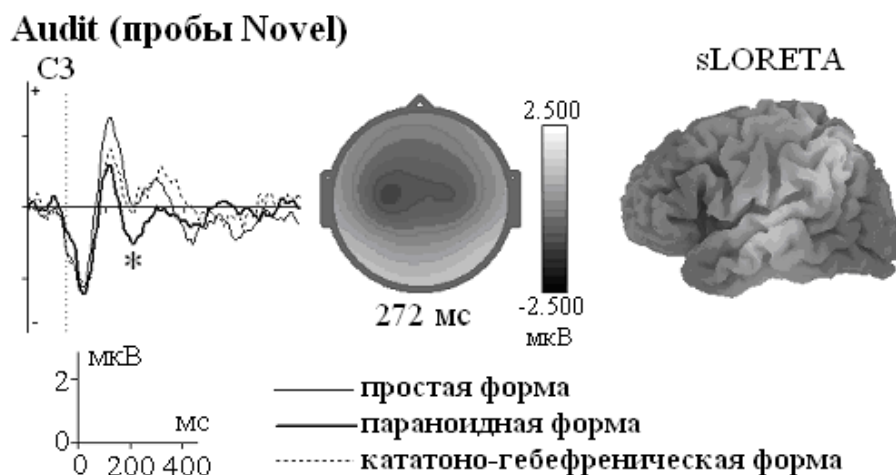 Audit (пробы Novel)
C3
+
*
-
272 мс
2.500
-2.500
мкВ
sLORETA
мкВ
2
0
мс
0 200 400
простая форма
параноидная форма
кататоно-гебефреническая форма